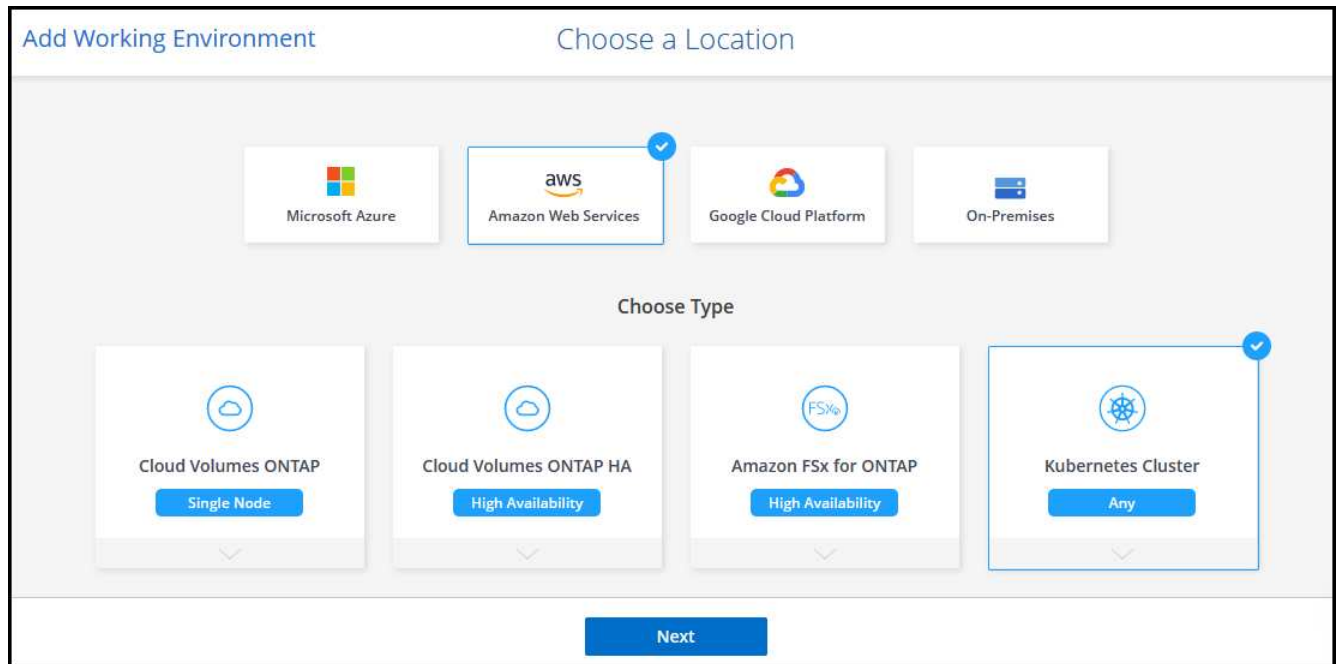 Add Working Environment
Choose a Location
aws
Microsoft Azure
Amazon Web Services
Google Cloud Platform
On-Premises
Choose Type
FSx
Cloud Volumes ONTAP
Cloud Volumes ONTAP HA
Amazon FSx for ONTAP
Kubernetes Cluster
Single Node
High Availability
High Availability
Any
Next